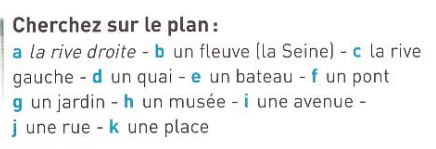 Cherchez sur le plan :
a la rive droite - b un fleuve (la Seine) - c la rive
gauche - d un quai - e un bateau - f un pont
g un jardin - h un musée - i une avenue -
j une rue - k une place